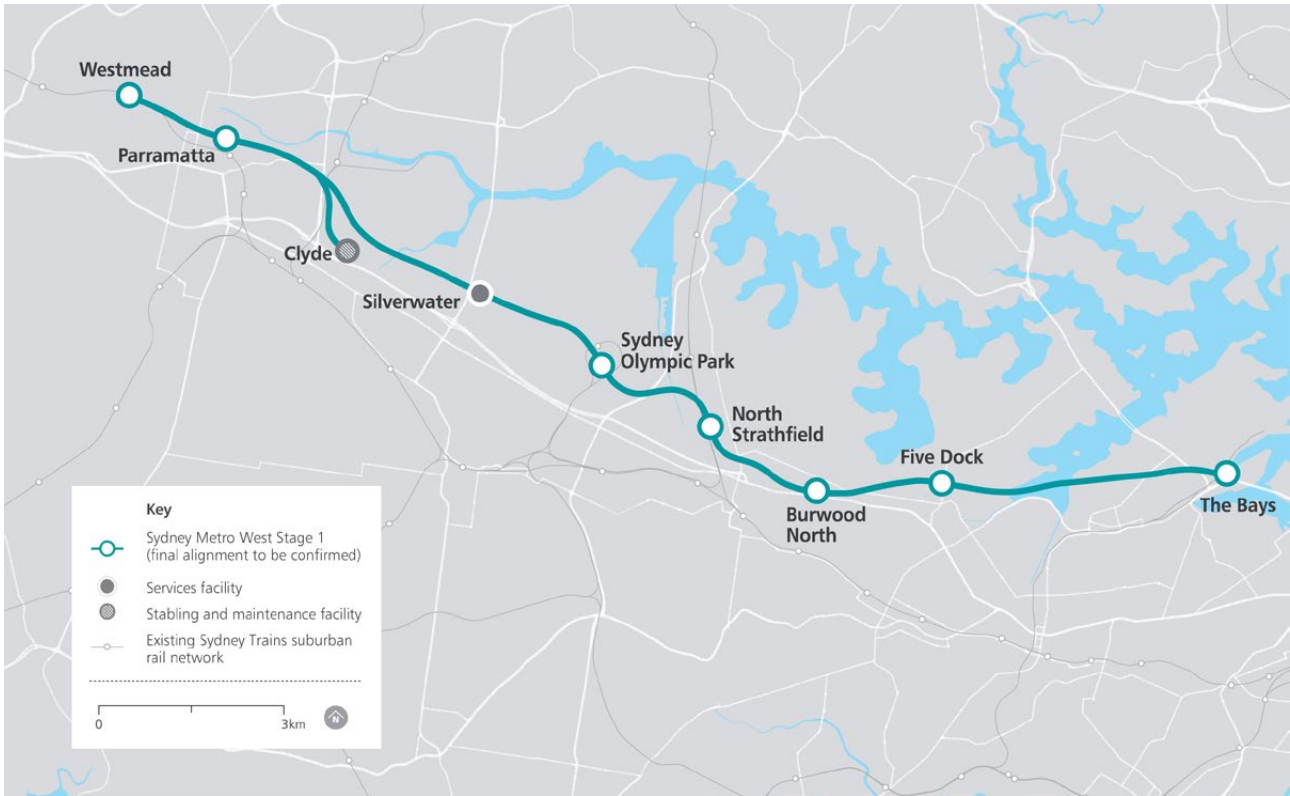 Westmead
Parramatta
Clyde
Silverwater
Sydney
Olympic Park
North
Strathfield
Five Dock
Burwood
North
The Bays
Key
Sydney Metro West Stage 1
(final alignment to be confirmed)
Services facility
Stabling and maintenance facility
Existing Sydney Trains suburban
rail network
0
3km
N